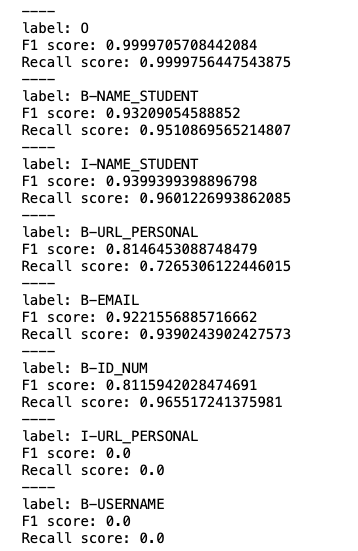 ----
label: O
F1 score: 0.9999705708442084
Recall score: 0.9999756447543875
----
label: B-NAME_STUDENT
F1 score: 0.93209054588852
Recall score: 0.9510869565214807
----
label: I-NAME_STUDENT
F1 score: 0.9399399398896798
Recall score: 0.9601226993862085
----
label: B-URL_PERSONAL
F1 score: 0.8146453088748479
Recall score: 0.7265306122446015
----
label: B-EMAIL
F1 score: 0.9221556885716662
Recall score: 0.9390243902427573
----
label: B-ID_NUM
F1 score: 0.8115942028474691
Recall score: 0.965517241375981
----
label: I-URL_PERSONAL
F1 score: 0.0
Recall score: 0.0
----
label: B-USERNAME
F1 score: 0.0
Recall score: 0.0